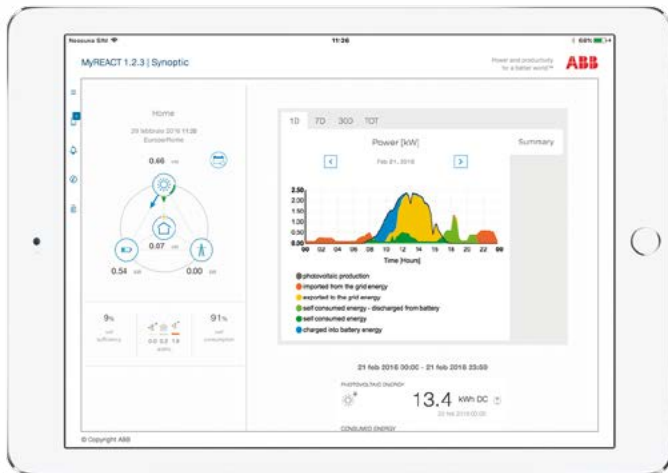 Nessuna SIM
11:26
68%
MyREACT 1.2.3 | Synoptic
Power and productivity
for a better world™
ABB
Home
29 febbraio 2016 11:26
Europe/Rome
0.66 kW
0.07 kW
0.54 kW
0.00 kW
9%
self
sufficiency
91%
self
consumption
1D 7D 30D TOT
Power [kW]
Summary
< Feb 21, 2016 >
2.50
2.00
1.50
1.00
0.50
0.00
00 02 04 06 08 10 12 14 16 18 20 22 00
Time [Hours]
photovoltaic production
imported from the grid energy
exported to the grid energy
self consumed energy - discharged from battery
self consumed energy
charged into battery energy
21 feb 2016 00:00 - 21 feb 2016 23:59
PHOTOVOLTAIC ENERGY
13.4 kWh DC
CONSUMED ENERGY
© Copyright ABB